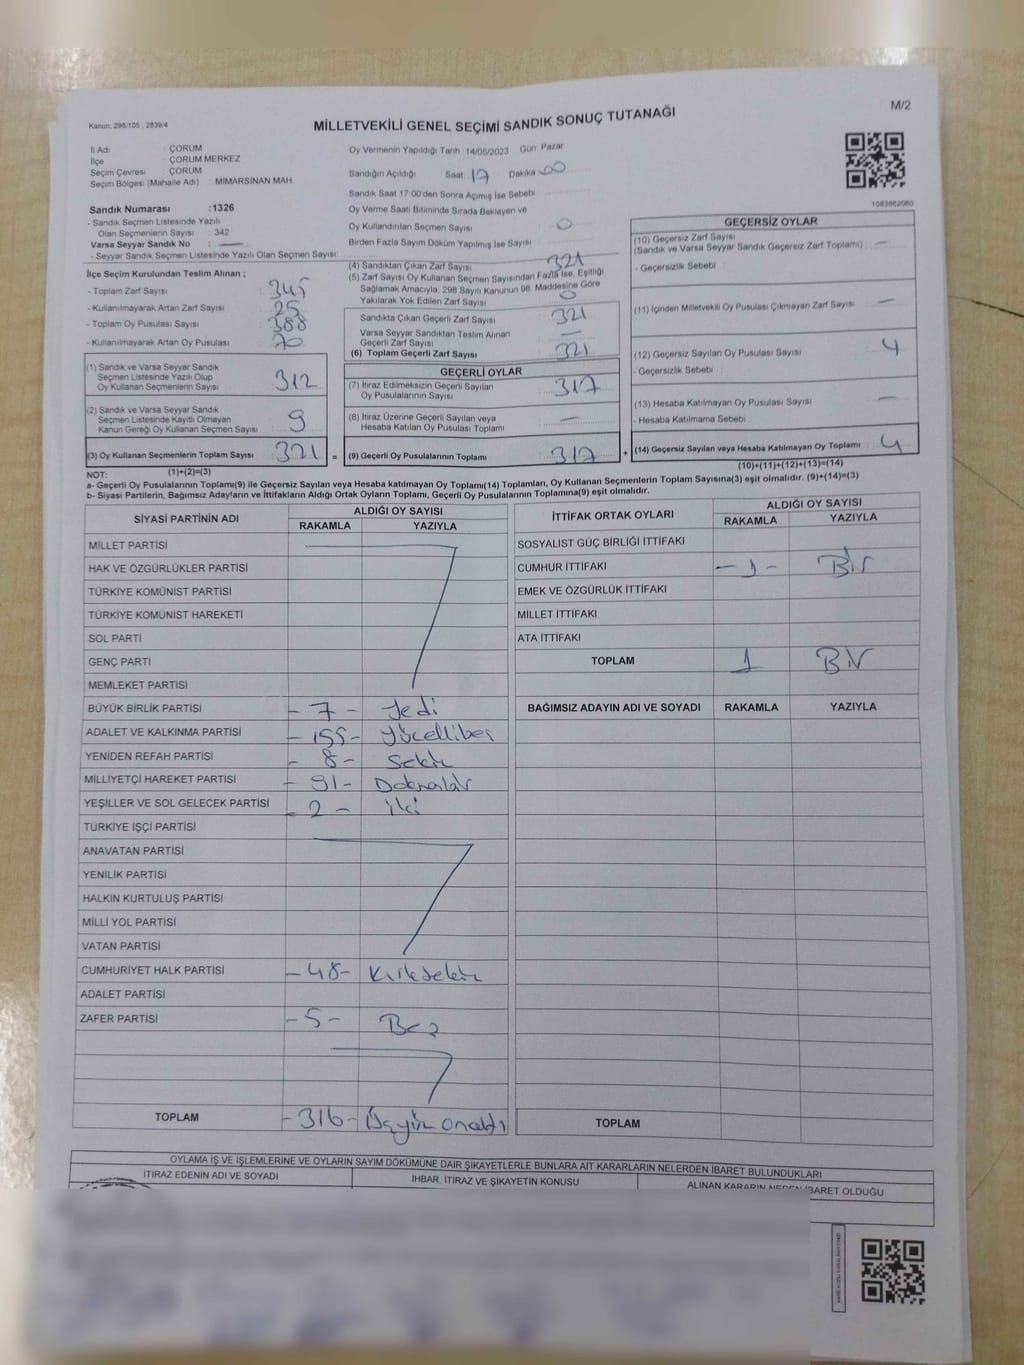 Kanun: 298/105 , 2839/4
MİLLETVEKİLİ GENEL SEÇİMİ SANDIK SONUÇ TUTANAĞI
M/2
İli Adı : ÇORUM
İlçe : ÇORUM MERKEZ
Seçim Çevresi : ÇORUM
Seçim Bölgesi (Mahalle Adı) : MIMARSİNAN MAH.
Sandık Numarası :1326
- Sandık Seçmen Listesinde Yazılı
Olan Seçmenlerin Sayısı : 342
Varsa Seyyar Sandık No : —
- Seyyar Sandık Seçmen Listesinde Yazılı Olan Seçmen Sayısı :
Oy Vermenin Yapıldığı Tarih 14/05/2023 Gün: Pazar
Sandığın Açıldığı Saat 17 Dakika 00
Sandık Saat 17:00'den Sonra Açılmış İse Sebebi
Oy Verme Saati Bitiminde Sırada Bekleyen ve
Oy Kullandırılan Seçmen Sayısı 0
Birden Fazla Sayım Döküm Yapılmış İse Sayısı
1083662060
İlçe Seçim Kurulundan Teslim Alınan ;
- Toplam Zarf Sayısı : 345
- Kullanılmayarak Artan Zarf Sayısı : 25
- Toplam Oy Pusulası Sayısı : 388
- Kullanılmayarak Artan Oy Pusulası : 70
(1) Sandık ve Varsa Seyyar Sandık
Seçmen Listesinde Yazılı Olup
Oy Kullanan Seçmenlerin Sayısı : 312
(2) Sandık ve Varsa Seyyar Sandık
Seçmen Listesinde Kayıtlı Olmayan
Kanun Gereği Oy Kullanan Seçmen Sayısı : 9
(3) Oy Kullanan Seçmenlerin Toplam Sayısı : 321 =
(1)+(2)=(3)
(4) Sandıktan Çıkan Zarf Sayısı 321
(5) Zarf Sayısı Oy Kullanan Seçmen Sayısından Fazla İse, Eşitliği
Sağlamak Amacıyla, 298 Sayılı Kanunun 98. Maddesine Göre
Yakılarak Yok Edilen Zarf Sayısı 0
Sandıkta Çıkan Geçerli Zarf Sayısı 321
Varsa Seyyar Sandıktan Teslim Alınan
Geçerli Zarf Sayısı —
(6) Toplam Geçerli Zarf Sayısı 321
GEÇERLİ OYLAR
(7) İtiraz Edilmeksizin Geçerli Sayılan
Oy Pusulalarının Sayısı : 317
(8) İtiraz Üzerine Geçerli Sayılan veya
Hesaba Katılan Oy Pusulası Toplamı : —
(9) Geçerli Oy Pusulalarının Toplamı : 317 +
GEÇERSİZ OYLAR
(10) Geçersiz Zarf Sayısı
(Sandık ve Varsa Seyyar Sandık Geçersiz Zarf Toplamı) : —
- Geçersizlik Sebebi :
(11) İçinden Milletvekili Oy Pusulası Çıkmayan Zarf Sayısı : —
(12) Geçersiz Sayılan Oy Pusulası Sayısı : 4
- Geçersizlik Sebebi :
(13) Hesaba Katılmayan Oy Pusulası Sayısı : —
- Hesaba Katılmama Sebebi :
(14) Geçersiz Sayılan veya Hesaba Katılmayan Oy Toplamı : 4
(10)+(11)+(12)+(13)=(14)
NOT:
a- Geçerli Oy Pusulalarının Toplamı(9) ile Geçersiz Sayılan veya Hesaba katılmayan Oy Toplamı(14) Toplamları, Oy Kullanan Seçmenlerin Toplam Sayısına(3) eşit olmalıdır. (9)+(14)=(3)
b- Siyasi Partilerin, Bağımsız Adayların ve İttifakların Aldığı Ortak Oyların Toplamı, Geçerli Oy Pusulalarının Toplamına(9) eşit olmalıdır.
SİYASİ PARTİNİN ADI ALDIĞI OY SAYISI
RAKAMLA YAZIYLA
MİLLET PARTİSİ
HAK VE ÖZGÜRLÜKLER PARTİSİ
TÜRKİYE KOMÜNİST PARTİSİ
TÜRKİYE KOMÜNİST HAREKETİ
SOL PARTİ
GENÇ PARTİ
MEMLEKET PARTİSİ
BÜYÜK BİRLİK PARTİSİ - 7 - Yedi
ADALET VE KALKINMA PARTİSİ - 155 - Yüzellibeş
YENİDEN REFAH PARTİSİ - 8 - Sekiz
MİLLİYETÇİ HAREKET PARTİSİ - 91 - Doksanbir
YEŞİLLER VE SOL GELECEK PARTİSİ - 2 - iki
TÜRKİYE İŞÇİ PARTİSİ
ANAVATAN PARTİSİ
YENİLİK PARTİSİ
HALKIN KURTULUŞ PARTİSİ
MİLLİ YOL PARTİSİ
VATAN PARTİSİ
CUMHURİYET HALK PARTİSİ - 48 - Kırksekiz
ADALET PARTİSİ
ZAFER PARTİSİ - 5 - Beş
TOPLAM - 316 - Üçyüz onaltı
İTTİFAK ORTAK OYLARI ALDIĞI OY SAYISI
RAKAMLA YAZIYLA
SOSYALİST GÜÇ BİRLİĞİ İTTİFAKI
CUMHUR İTTİFAKI - 1 - Bir
EMEK VE ÖZGÜRLÜK İTTİFAKI
MİLLET İTTİFAKI
ATA İTTİFAKI
TOPLAM 1 Bir
BAĞIMSIZ ADAYIN ADI VE SOYADI RAKAMLA YAZIYLA
TOPLAM
OYLAMA İŞ VE İŞLEMLERİNE VE OYLARIN SAYIM DÖKÜMÜNE DAİR ŞİKAYETLERLE BUNLARA AİT KARARLARIN NELERDEN İBARET BULUNDUKLARI
İTİRAZ EDENİN ADI VE SOYADI İHBAR, İTİRAZ VE ŞİKAYETİN KONUSU ALINAN KARARIN NEDEN İBARET OLDUĞU